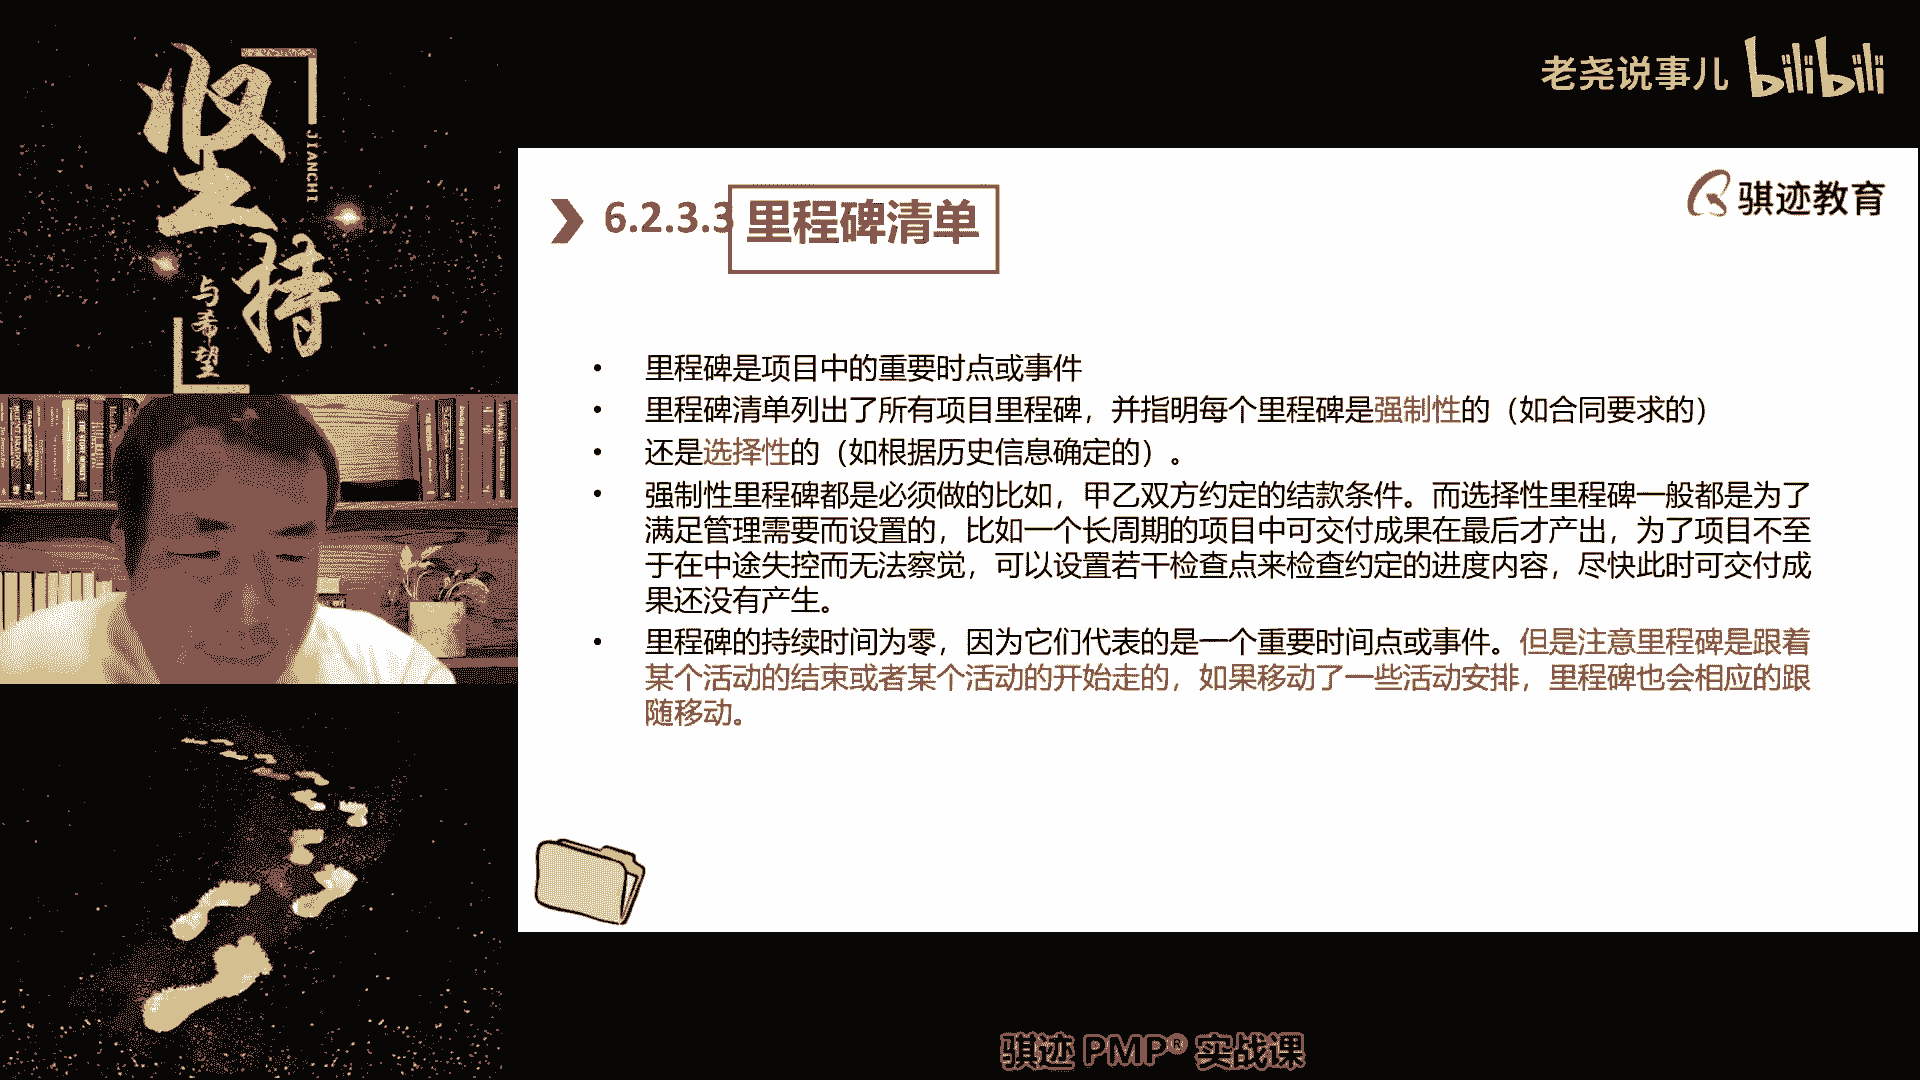 坚持
JIANCHI
与希望
老尧说事儿 bilibili
骐迹教育
6.2.3.3 里程碑清单
• 里程碑是项目中的重要时点或事件
• 里程碑清单列出了所有项目里程碑，并指明每个里程碑是强制性的（如合同要求的）
• 还是选择性的（如根据历史信息确定的）。
• 强制性里程碑都是必须做的比如，甲乙双方约定的结款条件。而选择性里程碑一般都是为了
满足管理需要而设置的，比如一个长周期的项目中可交付成果在最后才产出，为了项目不至
于在中途失控而无法察觉，可以设置若干检查点来检查约定的进度内容，尽快此时可交付成
果还没有产生。
• 里程碑的持续时间为零，因为它们代表的是一个重要时间点或事件。但是注意里程碑是跟着
某个活动的结束或者某个活动的开始走的，如果移动了一些活动安排，里程碑也会相应的跟
随移动。
骐迹 PMP® 实战课